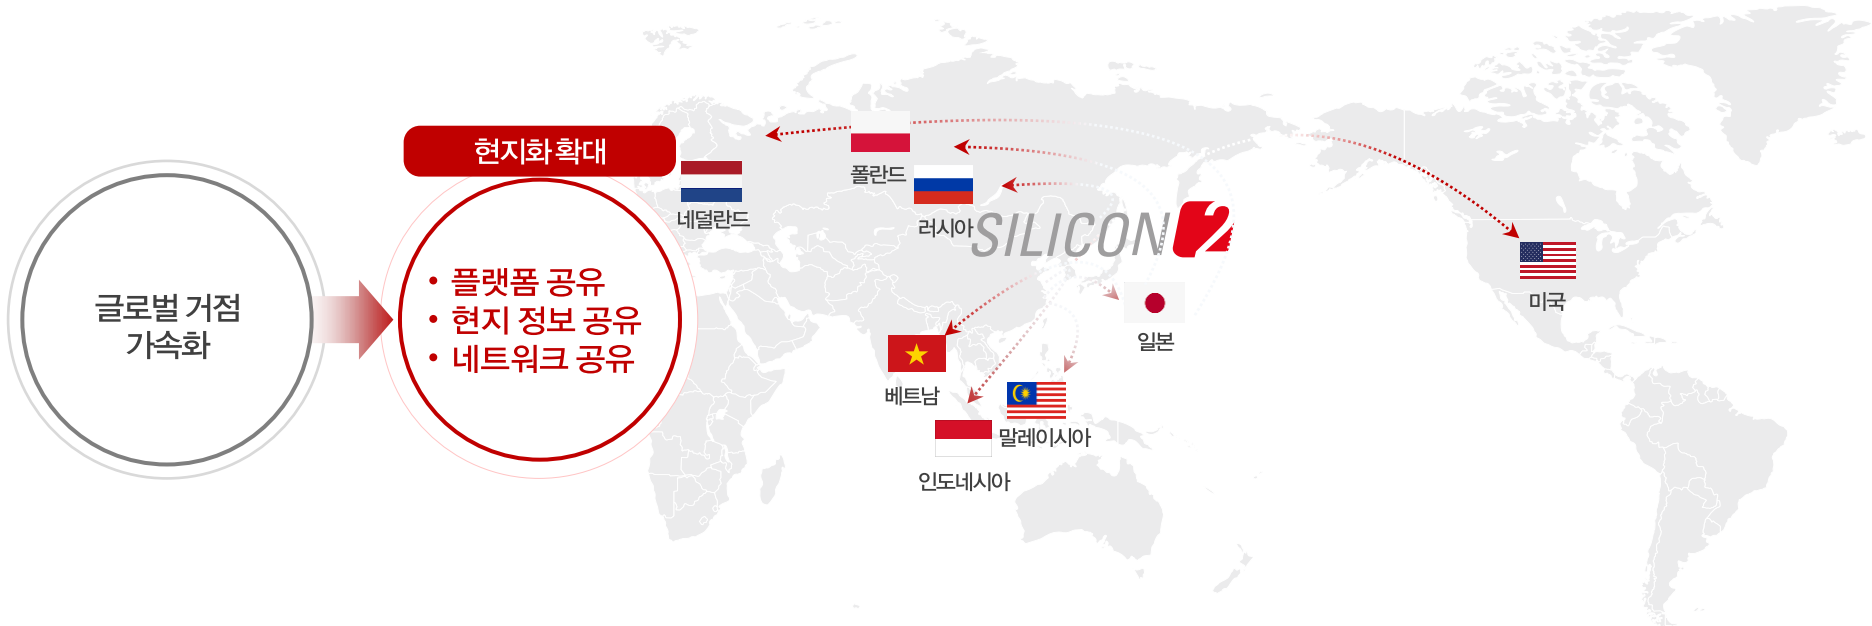 글로벌 거점
가속화
현지화 확대
• 플랫폼 공유
• 현지 정보 공유
• 네트워크 공유
네덜란드
폴란드
러시아
SILICON2
미국
일본
베트남
말레이시아
인도네시아